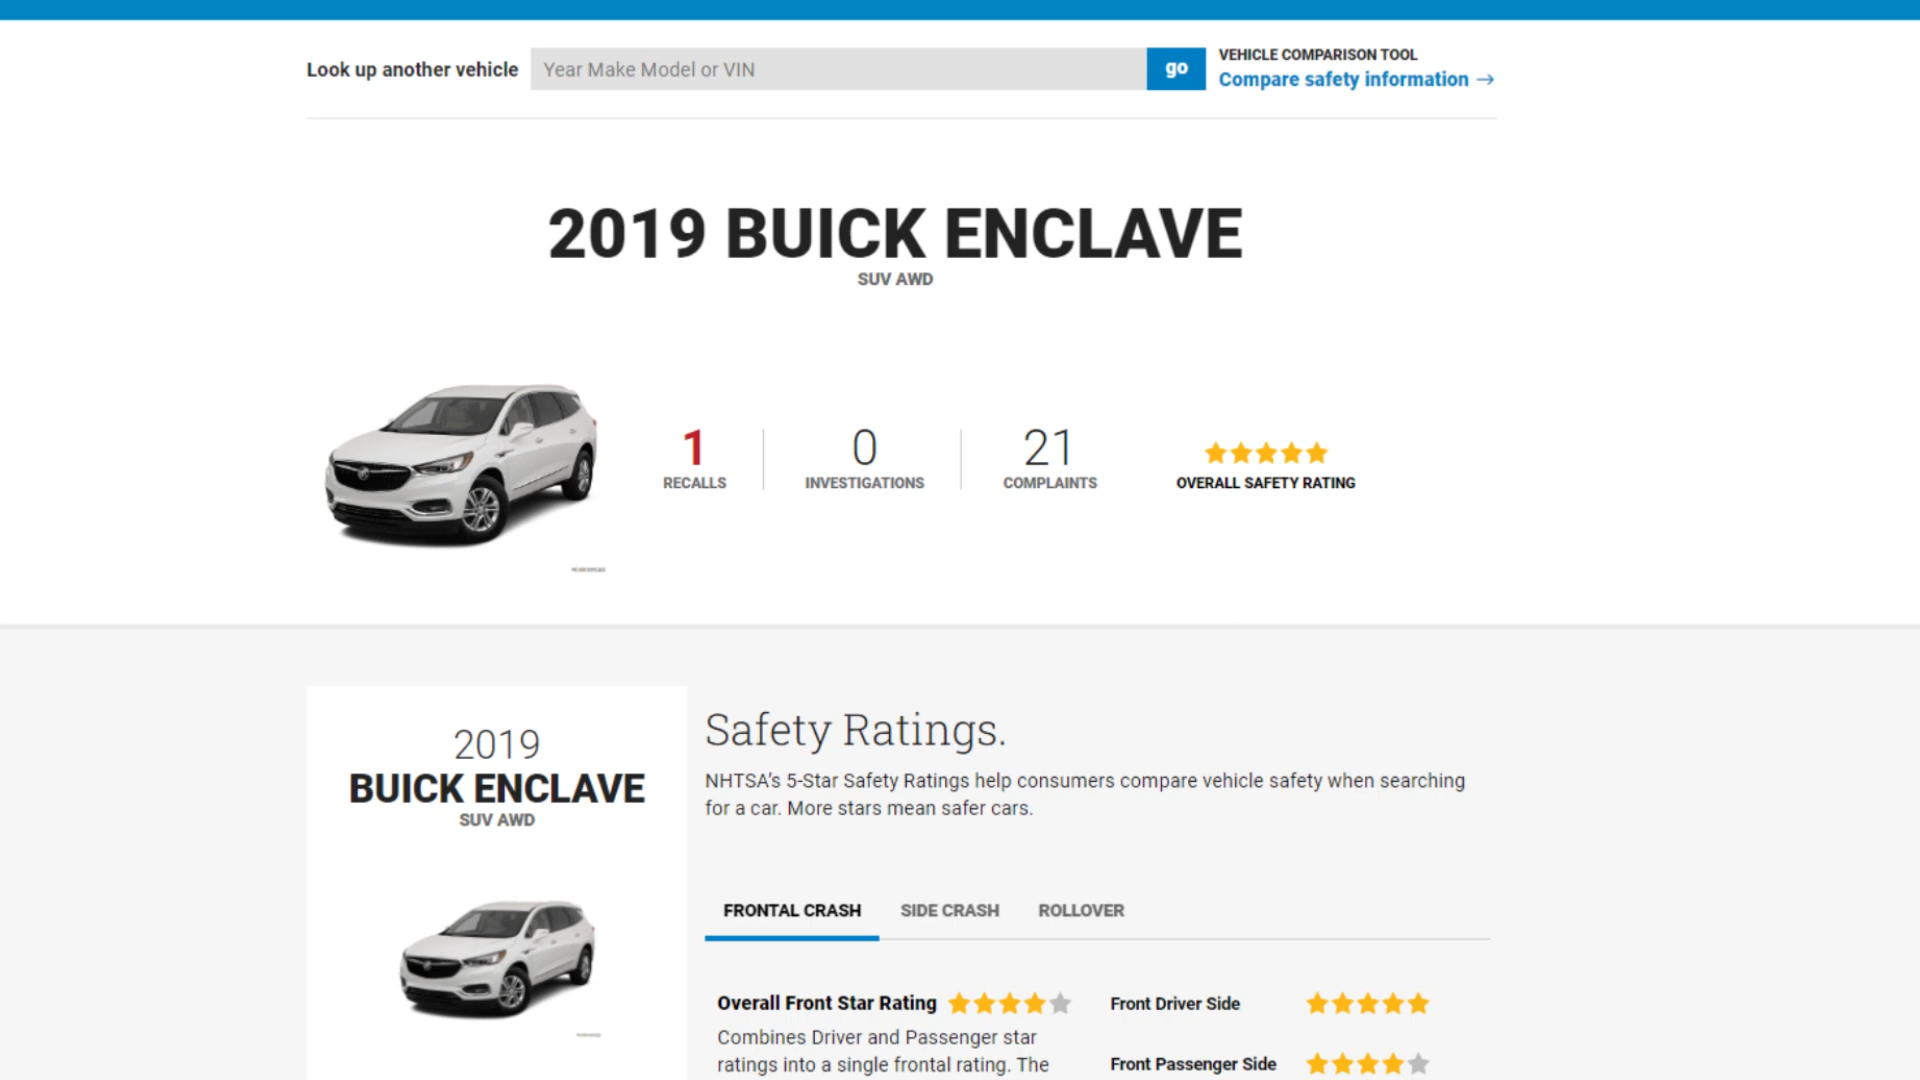 Look up another vehicle
Year Make Model or VIN
go
VEHICLE COMPARISON TOOL
Compare safety information →
2019 BUICK ENCLAVE
SUV AWD
1
RECALLS
0
INVESTIGATIONS
21
COMPLAINTS
OVERALL SAFETY RATING
2019
BUICK ENCLAVE
SUV AWD
Safety Ratings.
NHTSA's 5-Star Safety Ratings help consumers compare vehicle safety when searching
for a car. More stars mean safer cars.
FRONTAL CRASH
SIDE CRASH
ROLLOVER
Overall Front Star Rating
Combines Driver and Passenger star
ratings into a single frontal rating. The
Front Driver Side
Front Passenger Side